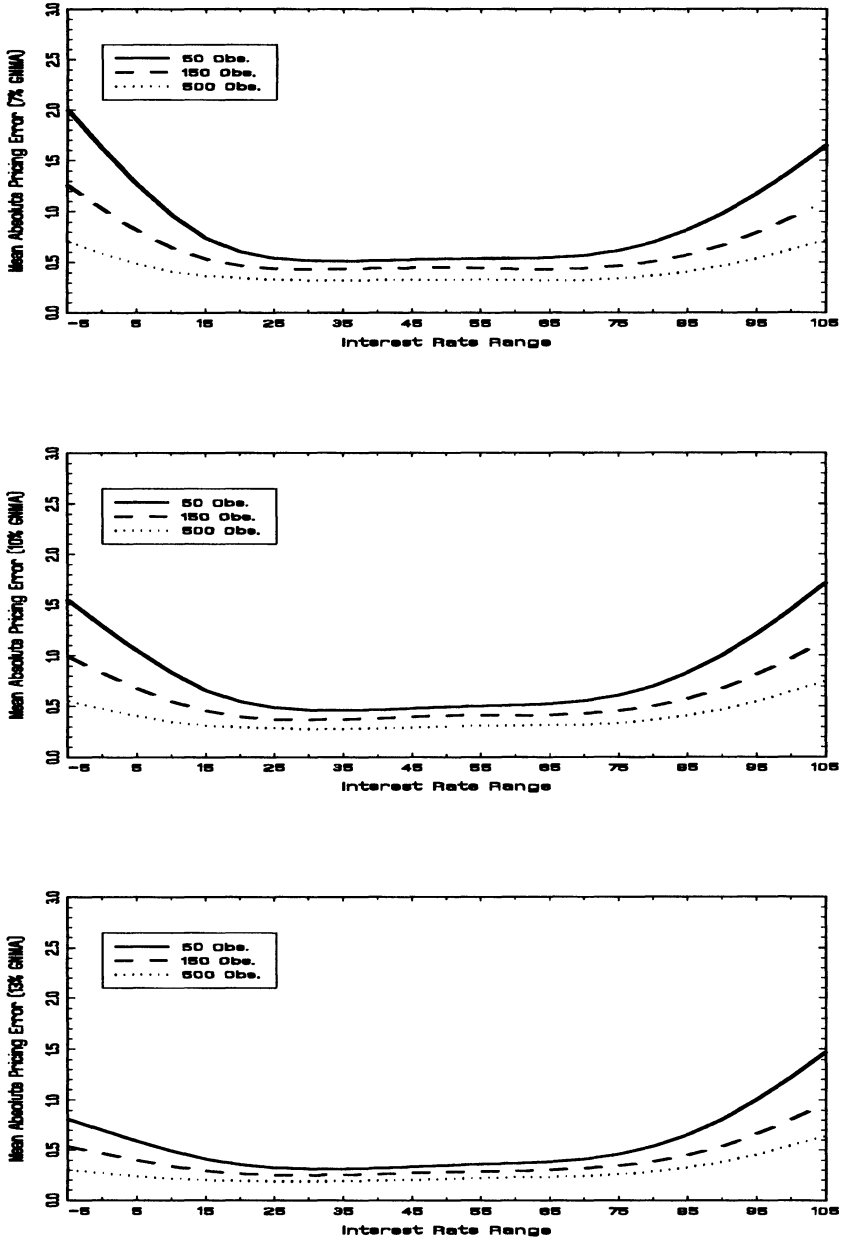 Mean Absolute Pricing Error (7% GNMA)
3.0
2.5
2.0
1.5
1.0
0.5
0.0
50 Obs.
150 Obs.
500 Obs.
-5 5 15 25 35 45 55 65 75 85 95 105
Interest Rate Range
Mean Absolute Pricing Error (10% GNMA)
3.0
2.5
2.0
1.5
1.0
0.5
0.0
50 Obs.
150 Obs.
500 Obs.
-5 5 15 25 35 45 55 65 75 85 95 105
Interest Rate Range
Mean Absolute Pricing Error (13% GNMA)
3.0
2.5
2.0
1.5
1.0
0.5
0.0
50 Obs.
150 Obs.
500 Obs.
-5 5 15 25 35 45 55 65 75 85 95 105
Interest Rate Range